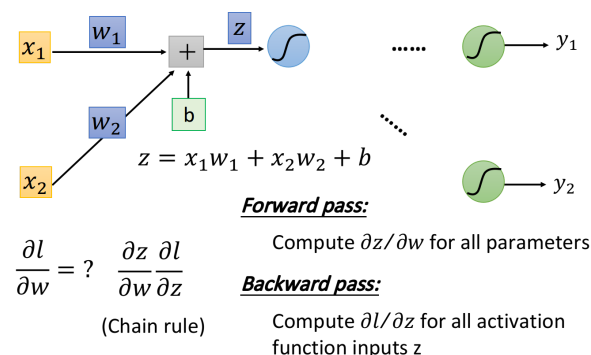 x₁ w₁ + z ...... y₁
w₂ b
z = x₁w₁ + x₂w₂ + b
x₂ y₂
Forward pass:
Compute ∂z/∂w for all parameters
∂l/∂w = ? ∂z/∂w ∂l/∂z
(Chain rule)
Backward pass:
Compute ∂l/∂z for all activation
function inputs z